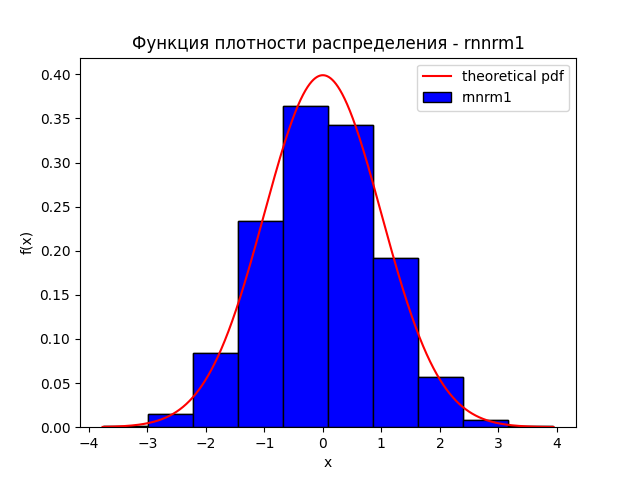 Функция плотности распределения - rnnrm1
theoretical pdf
rnnrm1
0.40
0.35
0.30
0.25
0.20
0.15
0.10
0.05
0.00
f(x)
−4 −3 −2 −1 0 1 2 3 4
x